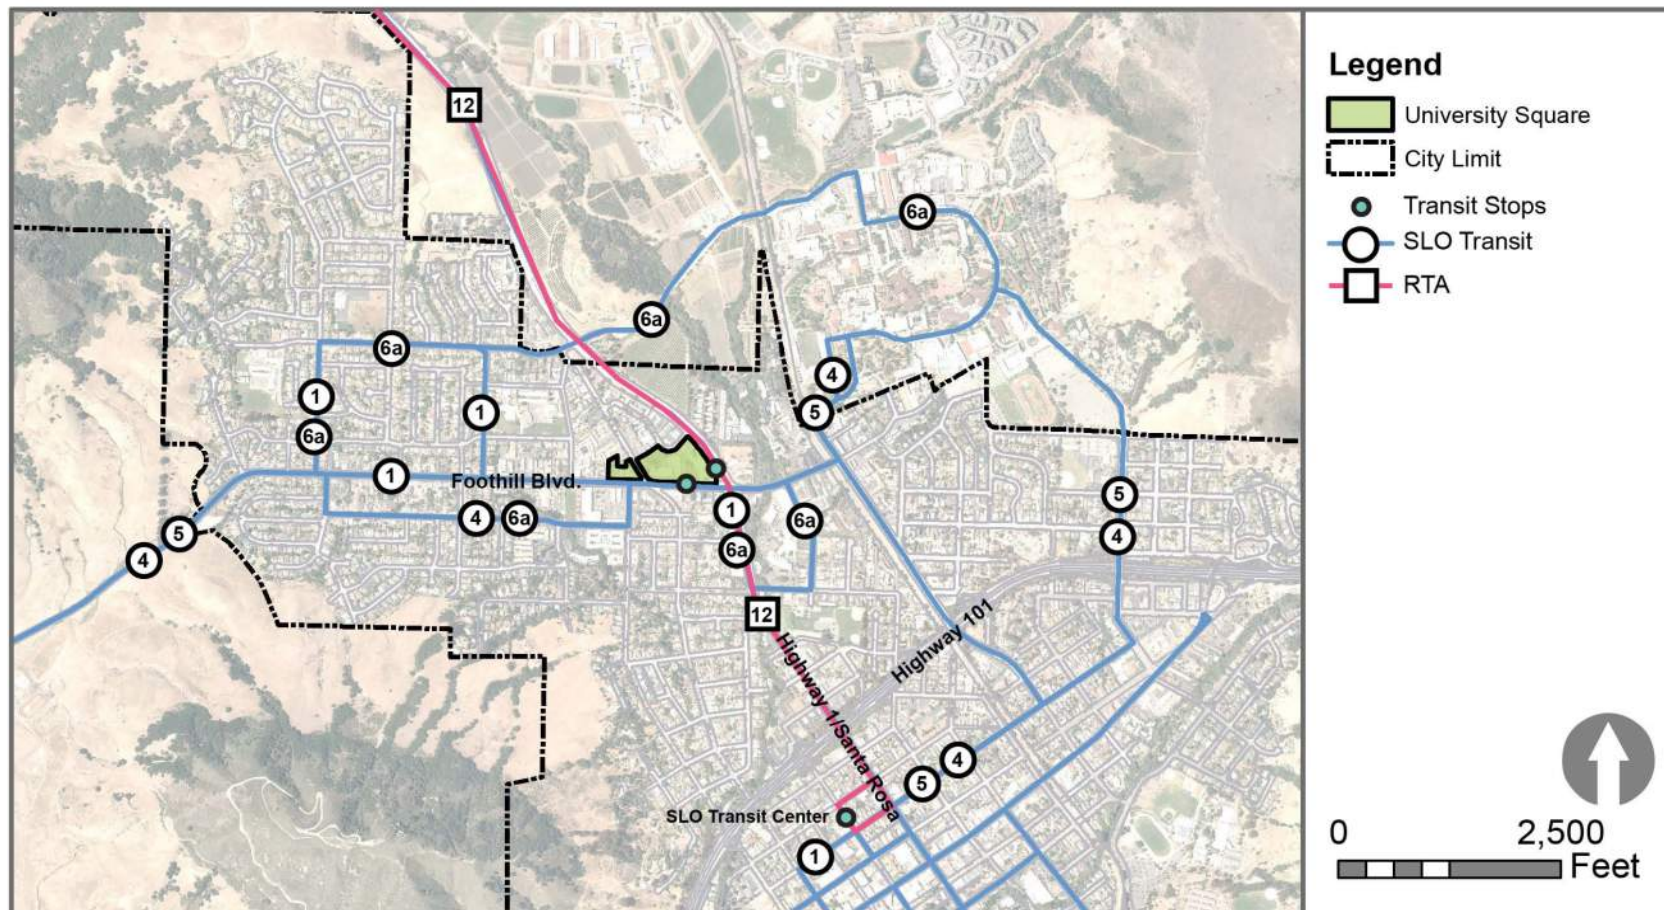 12
6a
6a
6a
4
1
1
5
6a
1
Foothill Blvd.
4
6a
5
4
1
6a
6a
5
4
12
Highway 101
Highway 1/Santa Rosa
4
5
SLO Transit Center
1
Legend
University Square
City Limit
Transit Stops
SLO Transit
RTA
0 2,500
Feet